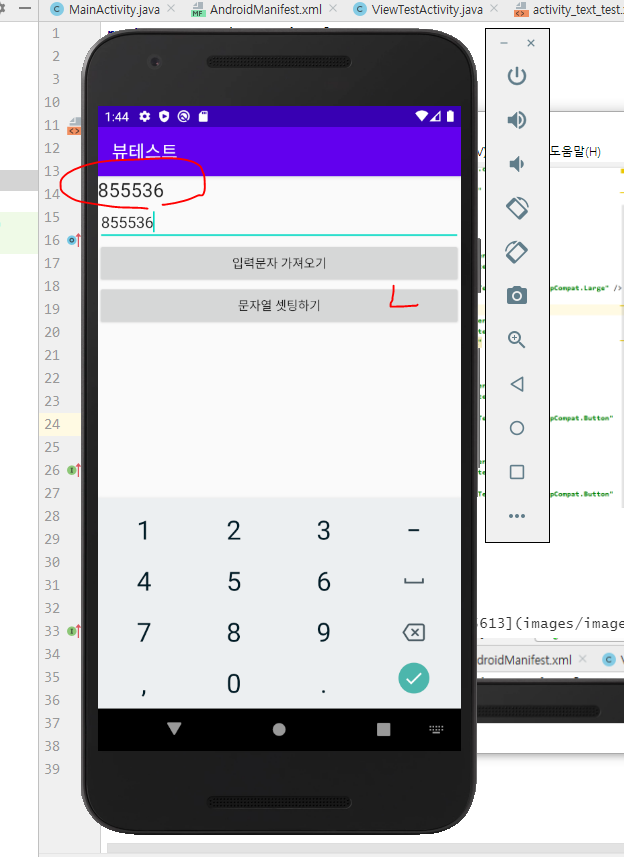 MainActivity.java
AndroidManifest.xml
ViewTestActivity.java
activity_text_test.
1
2
3
10
11
12
13
14
15
16
17
18
19
20
21
22
23
24
25
26
27
28
29
30
31
32
33
34
35
36
37
38
39
1:44
뷰테스트
855536
855536
입력문자 가져오기
문자열 셋팅하기
1 2 3 -
4 5 6
7 8 9
, 0 .
도움말(H)
pCompat.Large" />
pCompat.Button"
pCompat.Button"
613](images/image
ndroidManifest.xml